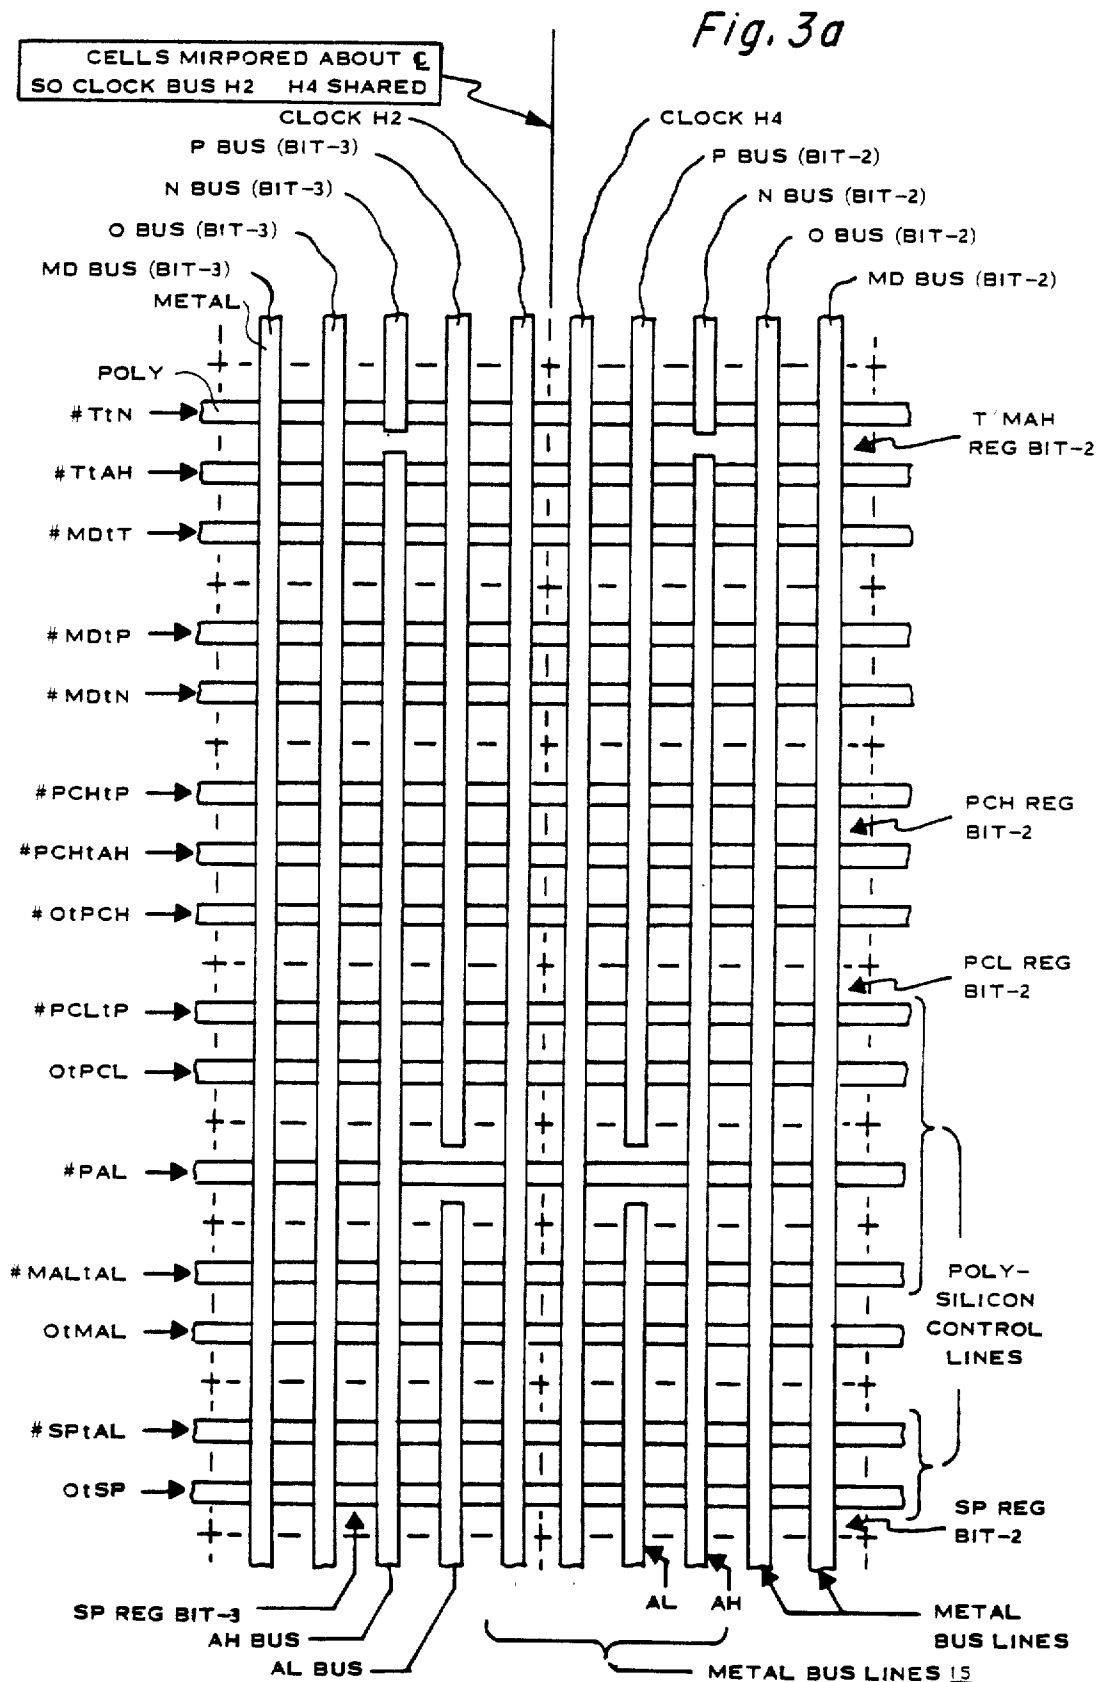 Fig. 3a
CELLS MIRPORED ABOUT ℄
SO CLOCK BUS H2 H4 SHARED
CLOCK H2
CLOCK H4
P BUS (BIT-3)
P BUS (BIT-2)
N BUS (BIT-3)
N BUS (BIT-2)
O BUS (BIT-3)
O BUS (BIT-2)
MD BUS (BIT-3)
MD BUS (BIT-2)
METAL
POLY
#TtN
T'MAH
REG BIT-2
#TtAH
#MDtT
#MDtP
#MDtN
#PCHtP
PCH REG
BIT-2
#PCHtAH
#OtPCH
PCL REG
BIT-2
#PCLtP
OtPCL
#PAL
#MALtAL
POLY-
SILICON
CONTROL
LINES
OtMAL
#SPtAL
OtSP
SP REG
BIT-2
SP REG BIT-3
AH BUS
AL BUS
AL
AH
METAL
BUS LINES
METAL BUS LINES 15